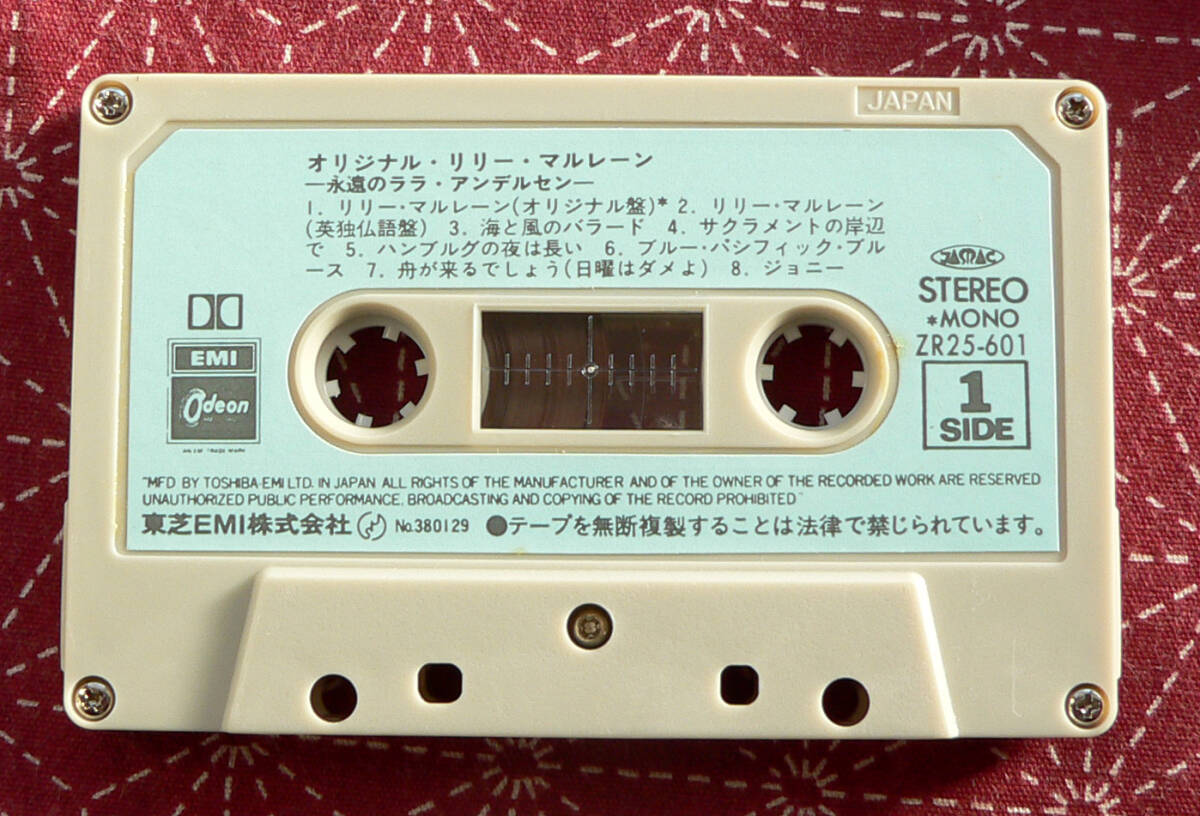 JAPAN
オリジナル・リリー・マルレーン
—永遠のララ・アンデルセン—
1. リリー・マルレーン(オリジナル盤)* 2. リリー・マルレーン
(英独仏語盤) 3. 海と風のバラード 4. サクラメントの岸辺
で 5. ハンブルグの夜は長い 6. ブルー・パシフィック・ブル
ース 7. 舟が来るでしょう(日曜はダメよ) 8. ジョニー
JASRAC
STEREO
*MONO
ZR25-601
1
SIDE
EMI
Odeon
AN EMI TRADE MARK
"MFD BY TOSHIBA-EMI LTD. IN JAPAN ALL RIGHTS OF THE MANUFACTURER AND OF THE OWNER OF THE RECORDED WORK ARE RESERVED
UNAUTHORIZED PUBLIC PERFORMANCE, BROADCASTING AND COPYING OF THE RECORD PROHIBITED"
東芝EMI株式会社 No.380129 ●テープを無断複製することは法律で禁じられています。